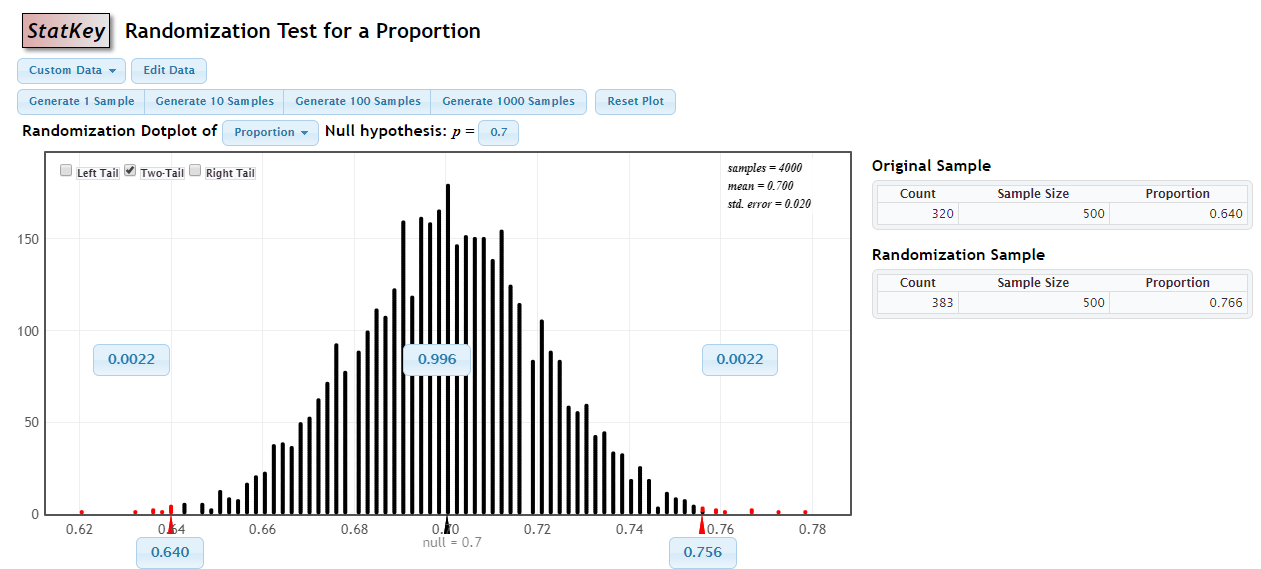 StatKey Randomization Test for a Proportion
Custom Data Edit Data
Generate 1 Sample Generate 10 Samples Generate 100 Samples Generate 1000 Samples Reset Plot
Randomization Dotplot of Proportion Null hypothesis: p = 0.7
Left Tail Two-Tail Right Tail
samples = 4000
mean = 0.700
std. error = 0.020
150
100
50
0
0.0022 0.996 0.0022
0.62 0.64 0.66 0.68 0.70 0.72 0.74 0.76 0.78
null = 0.7
0.640 0.756
Original Sample
Count Sample Size Proportion
320 500 0.640
Randomization Sample
Count Sample Size Proportion
383 500 0.766